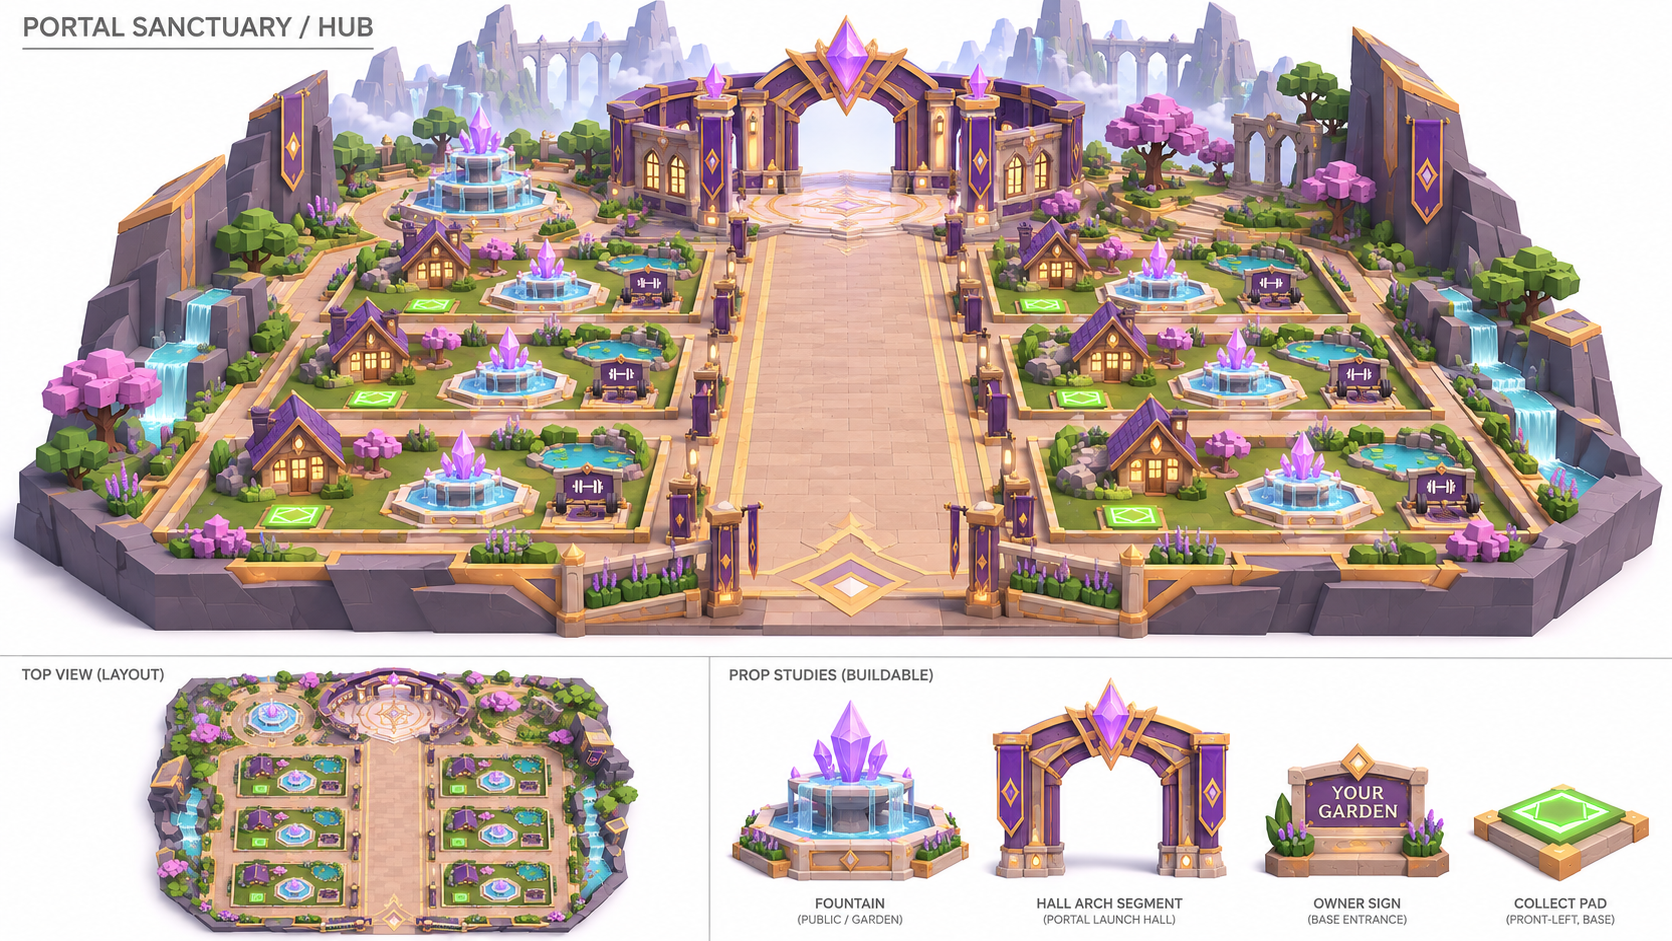 PORTAL SANCTUARY / HUB
TOP VIEW (LAYOUT)
PROP STUDIES (BUILDABLE)
YOUR
GARDEN
FOUNTAIN
(PUBLIC / GARDEN)
HALL ARCH SEGMENT
(PORTAL LAUNCH HALL)
OWNER SIGN
(BASE ENTRANCE)
COLLECT PAD
(FRONT-LEFT, BASE)